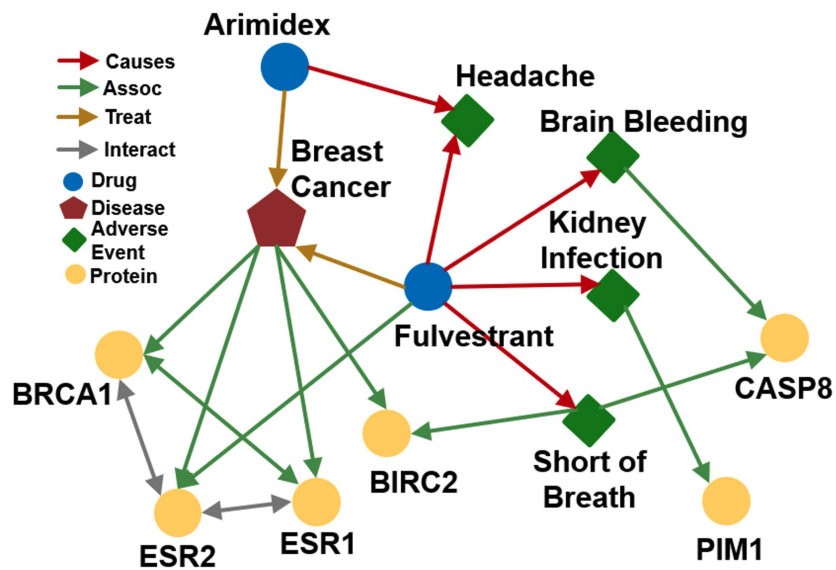 Arimidex
Causes
Assoc
Treat
Interact
Drug
Disease
Adverse
Event
Protein
Headache
Brain Bleeding
Breast
Cancer
Kidney
Infection
Fulvestrant
BRCA1
CASP8
BIRC2
Short of
Breath
ESR2
ESR1
PIM1